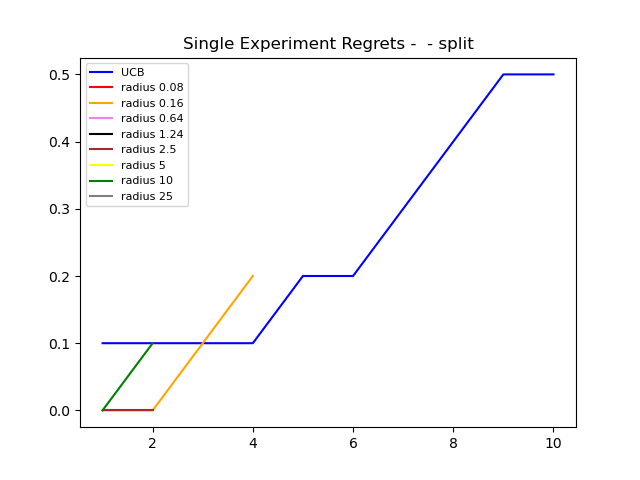 Single Experiment Regrets -  - split
UCB
radius 0.08
radius 0.16
radius 0.64
radius 1.24
radius 2.5
radius 5
radius 10
radius 25
0.5
0.4
0.3
0.2
0.1
0.0
2 4 6 8 10